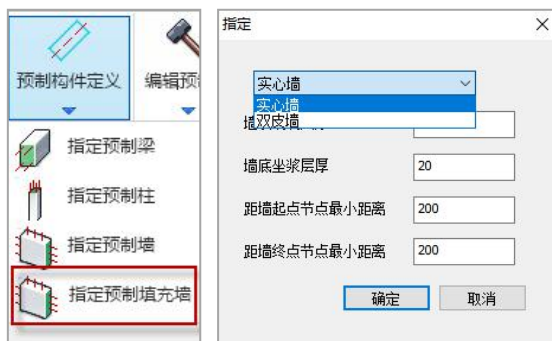 预制构件定义
编辑预
指定预制梁
指定预制柱
指定预制墙
指定预制填充墙
指定
实心墙
实心墙
双皮墙
墙底坐浆层厚
20
距墙起点节点最小距离
200
距墙终点节点最小距离
200
确定
取消